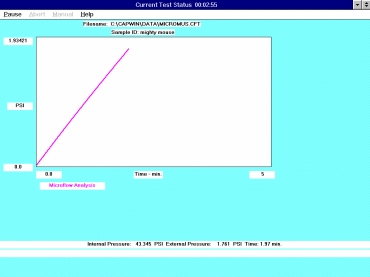 Current Test Status 00:02:55
Pause Abort Manual Help
Filename: C:\CAPWIN\DATA\MICROMUS.CFT
Sample ID: mighty mouse
1.93421
PSI
0.0
0.0 Time - min. 5
Microflow Analysis
Internal Pressure: 43.345 PSI External Pressure: 1.761 PSI Time: 1.97 min.